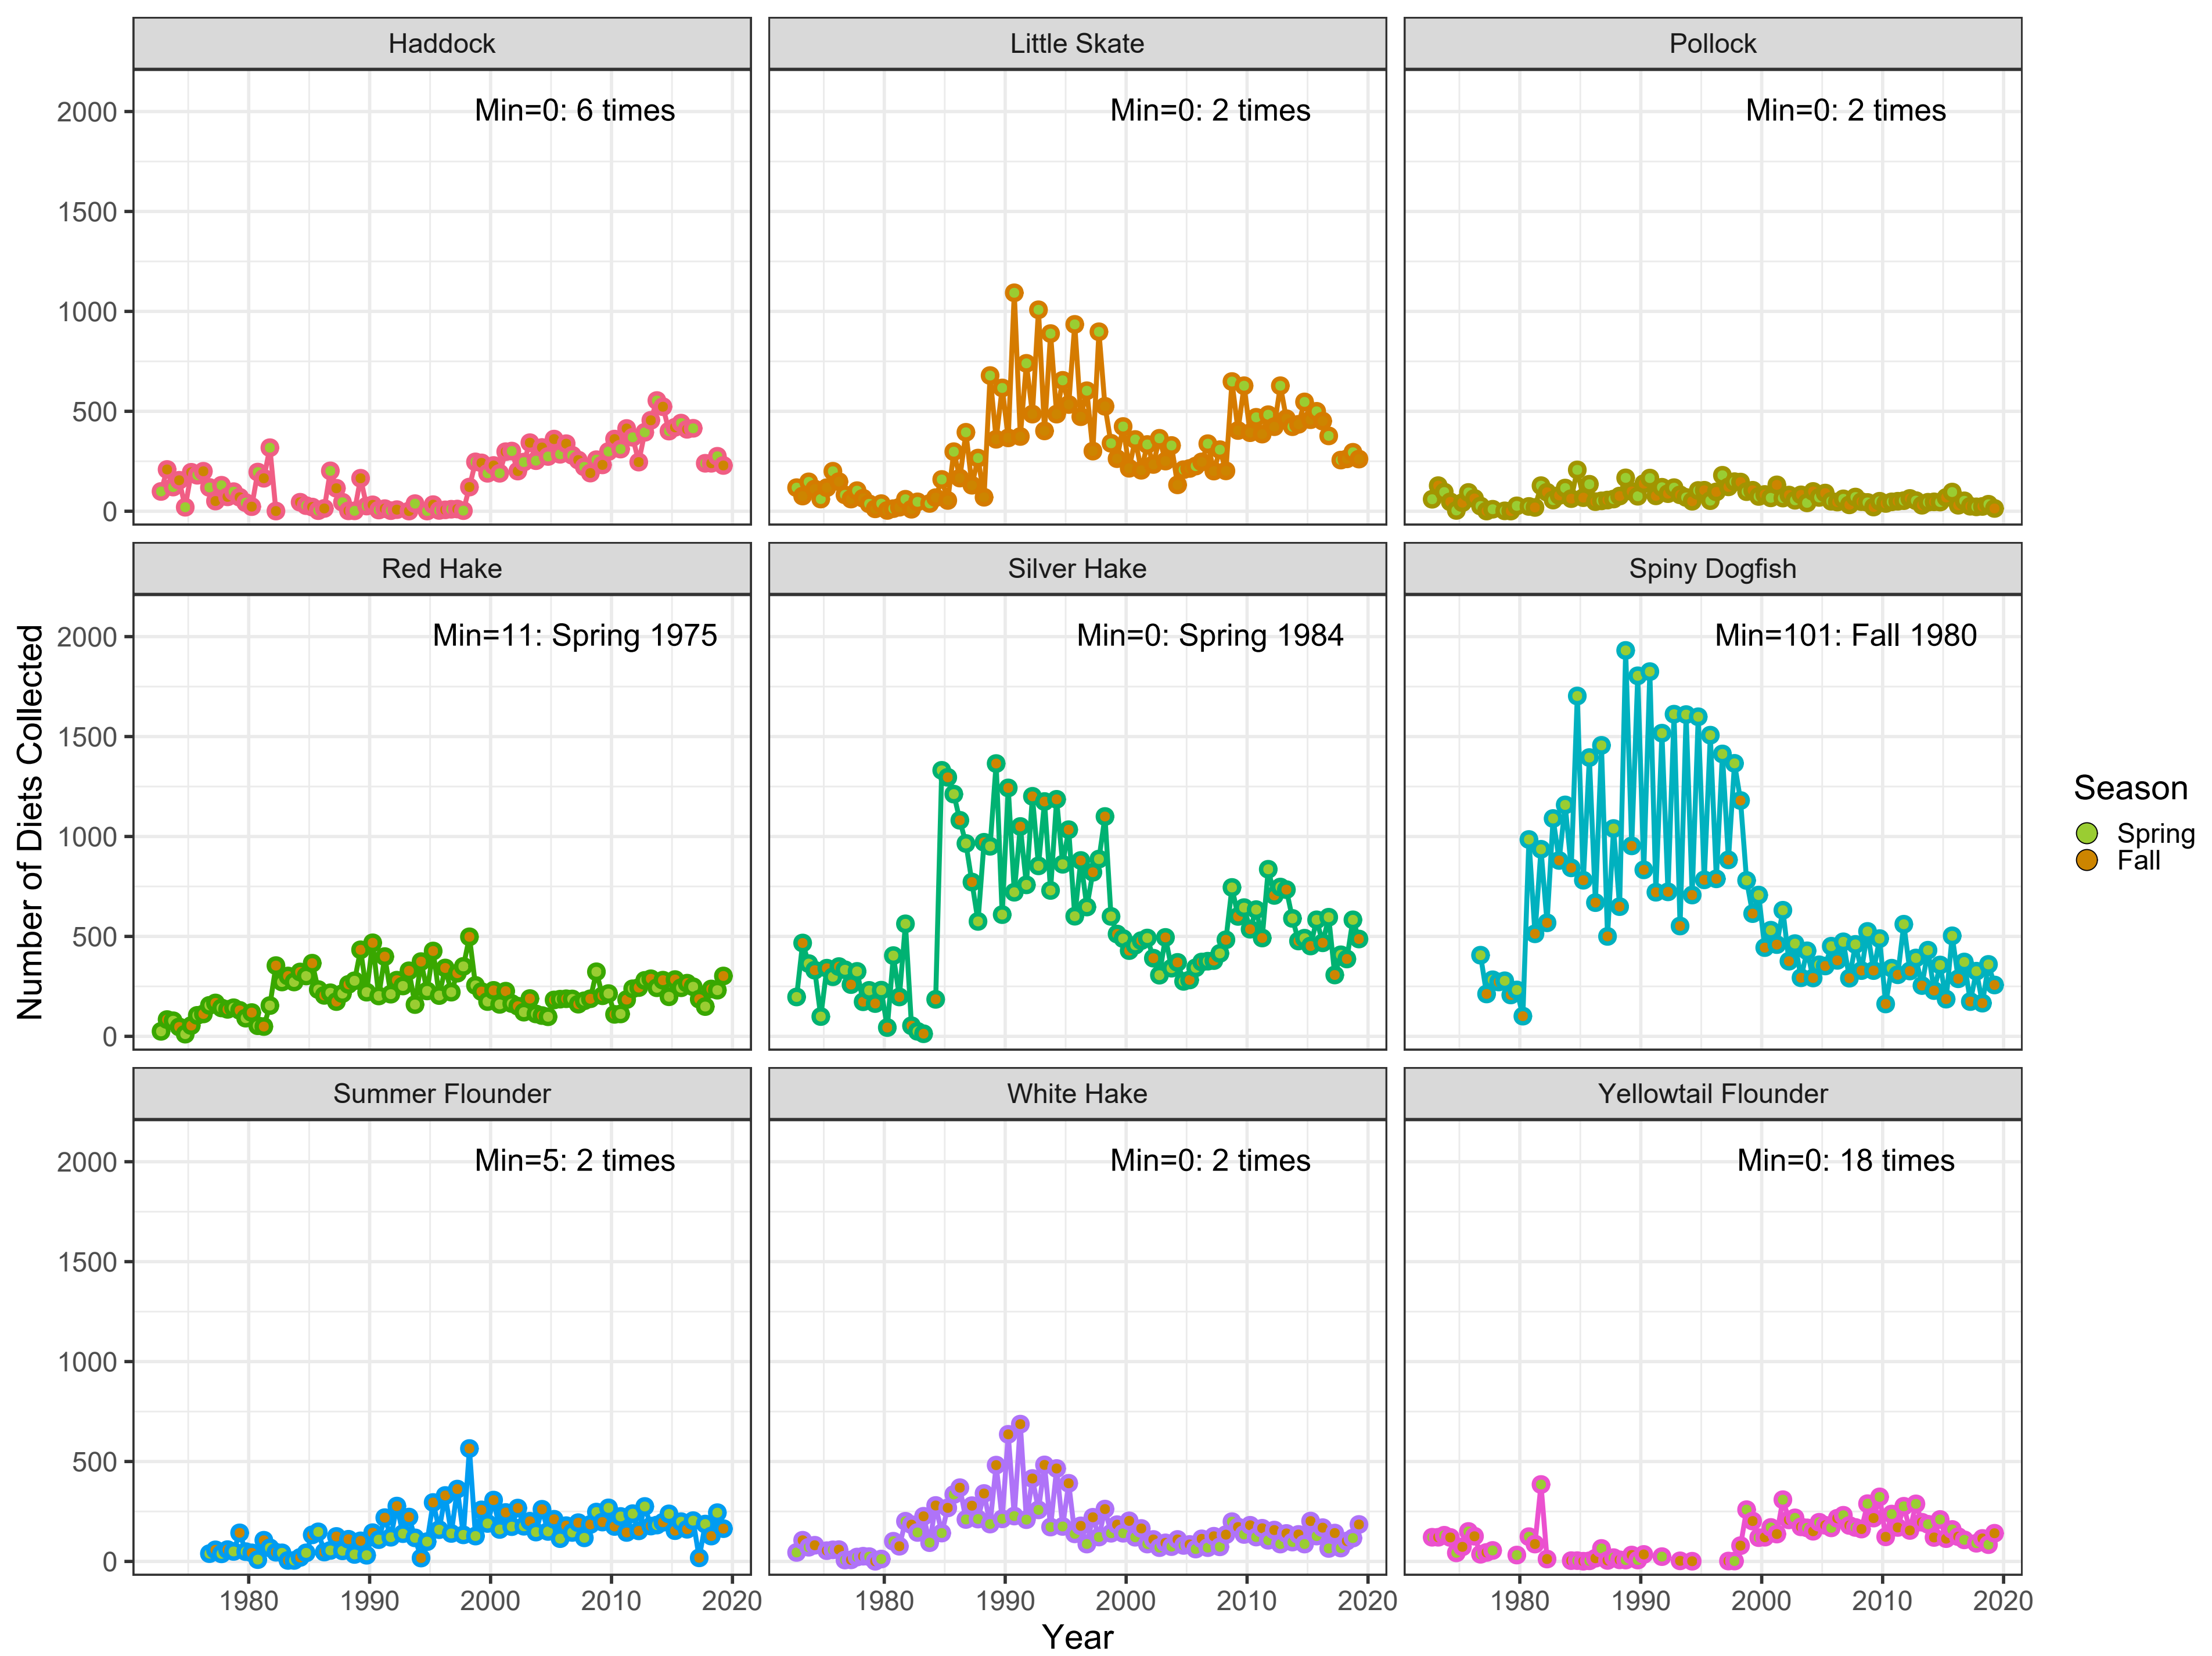 Haddock
Little Skate
Pollock
Min=0: 6 times
Min=0: 2 times
Min=0: 2 times
2000
1500
1000
500
0
Red Hake
Silver Hake
Spiny Dogfish
Min=11: Spring 1975
Min=0: Spring 1984
Min=101: Fall 1980
2000
1500
1000
500
0
Number of Diets Collected
Summer Flounder
White Hake
Yellowtail Flounder
Min=5: 2 times
Min=0: 2 times
Min=0: 18 times
2000
1500
1000
500
0
1980 1990 2000 2010 2020
1980 1990 2000 2010 2020
1980 1990 2000 2010 2020
Year
Season
Spring
Fall